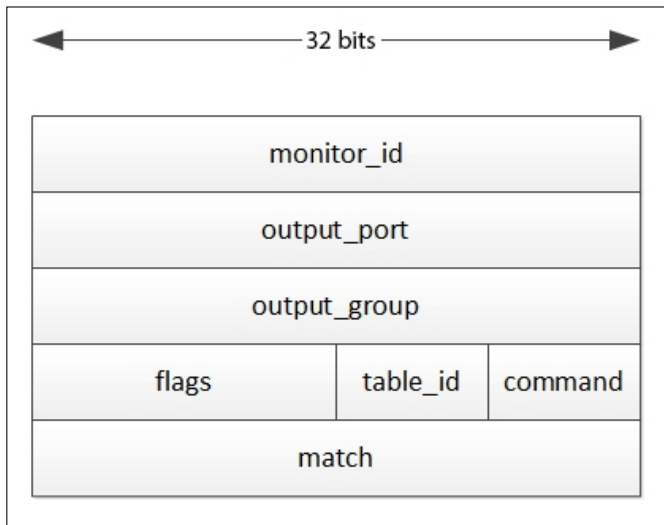 32 bits
monitor_id
output_port
output_group
flags table_id command
match